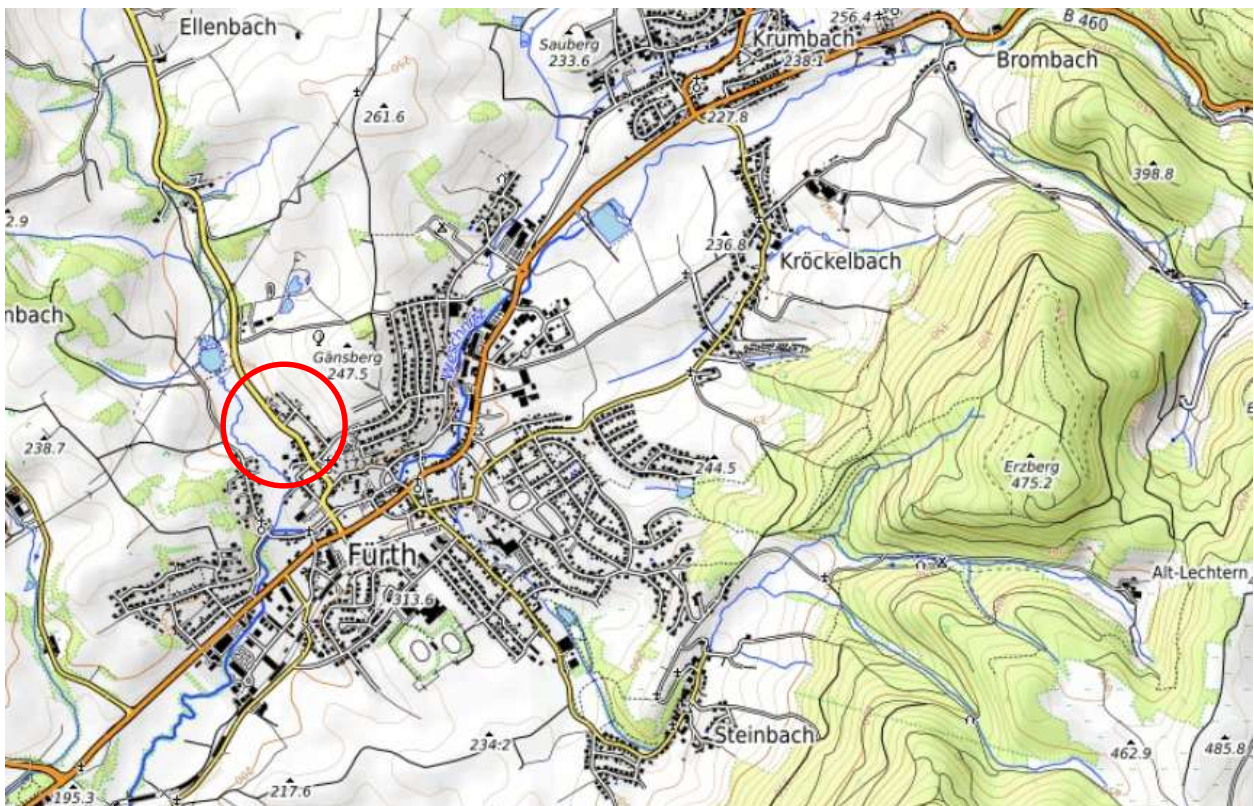 Ellenbach
Sauberg
233.6
256.4
Krumbach
238.1
B 460
Brombach
261.6
227.8
398.8
2.9
236.8
Kröckelbach
nbach
Weschnitz
Gänsberg
247.5
350
238.7
244.5
Erzberg
475.2
Fürth
313.6
Alt-Lechtern
234.2
Steinbach
462.9
485.8
195.3
217.6
200